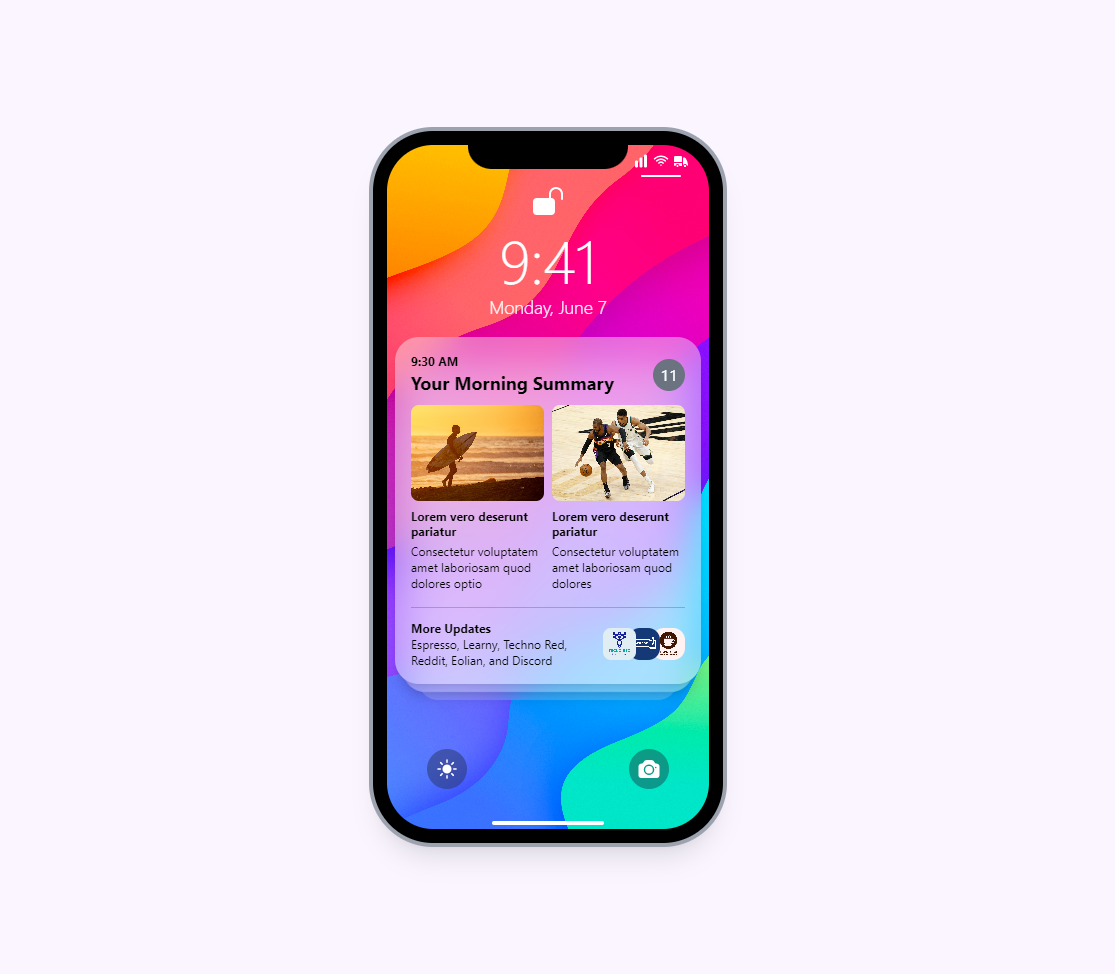 9:41
Monday, June 7
9:30 AM
Your Morning Summary
11
Lorem vero deserunt
pariatur
Consectetur voluptatem
amet laboriosam quod
dolores optio
Lorem vero deserunt
pariatur
Consectetur voluptatem
amet laboriosam quod
dolores
More Updates
Espresso, Learny, Techno Red,
Reddit, Eolian, and Discord